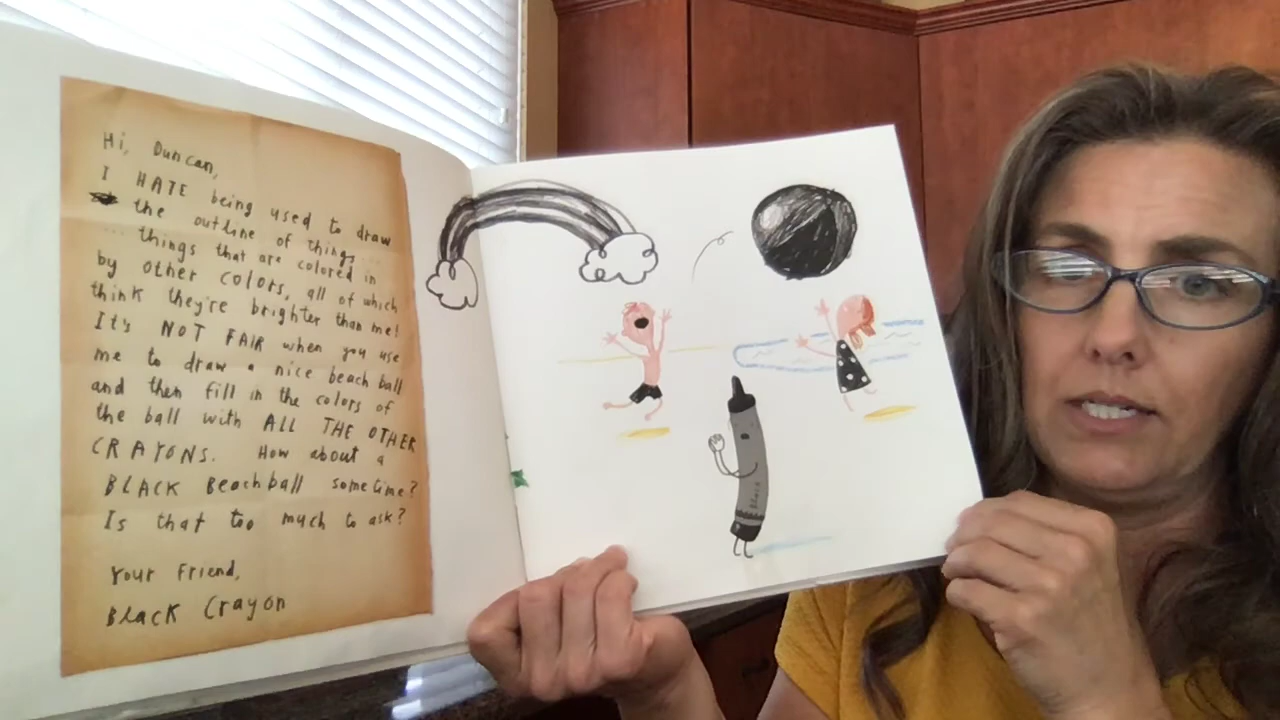 Hi, Duncan,
I HATE being used to draw
the outline of things...
... things that are colored in
by other colors, all of which
think they're brighter than me!
It's NOT FAIR when you use
me to draw a nice beach ball
and then fill in the colors of
the ball with ALL THE OTHER
CRAYONS. How about a
BLACK Beachball sometime?
Is that too much to ask?
Your friend,
Black Crayon
Black